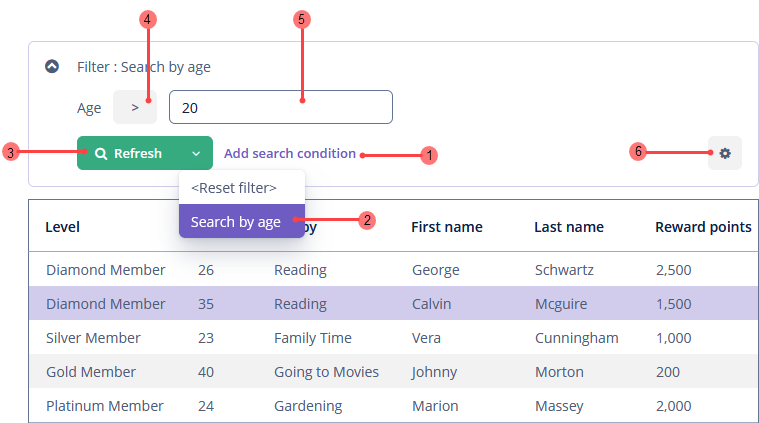 4 5
Filter : Search by age
Age > 20
3 Refresh Add search condition 1 6
<Reset filter>
Search by age 2
Level by First name Last name Reward points
Diamond Member 26 Reading George Schwartz 2,500
Diamond Member 35 Reading Calvin Mcguire 1,500
Silver Member 23 Family Time Vera Cunningham 1,000
Gold Member 40 Going to Movies Johnny Morton 200
Platinum Member 24 Gardening Marion Massey 2,000